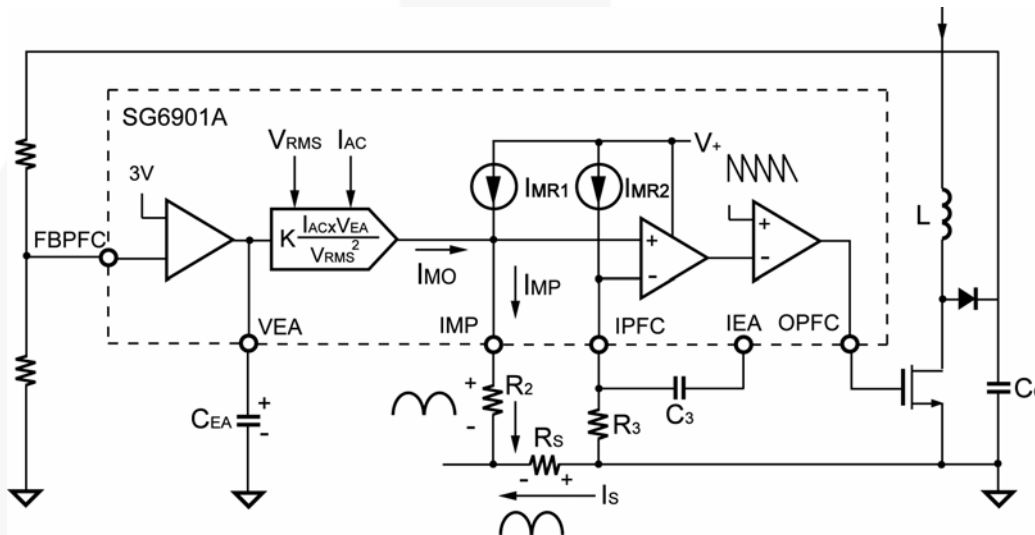 SG6901A
VRMS IAC
3V
FBPFC
K IACxVEA
VRMS²
IMO
IMR1
IMR2
V+
+
-
+
-
L
IMP
VEA
IMP
IPFC
IEA
OPFC
CEA
+
-
+
-
R2
RS
- +
R3
C3
IS